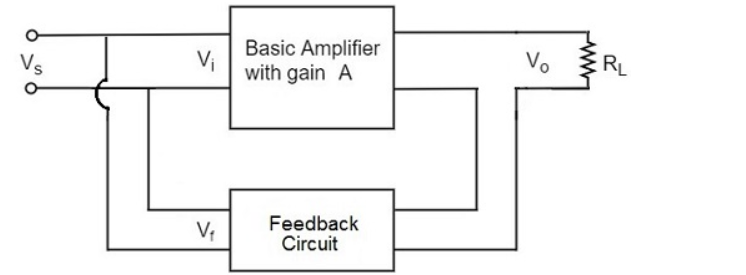 Vs
Vi
Basic Amplifier
with gain A
Vo
RL
Vf
Feedback
Circuit